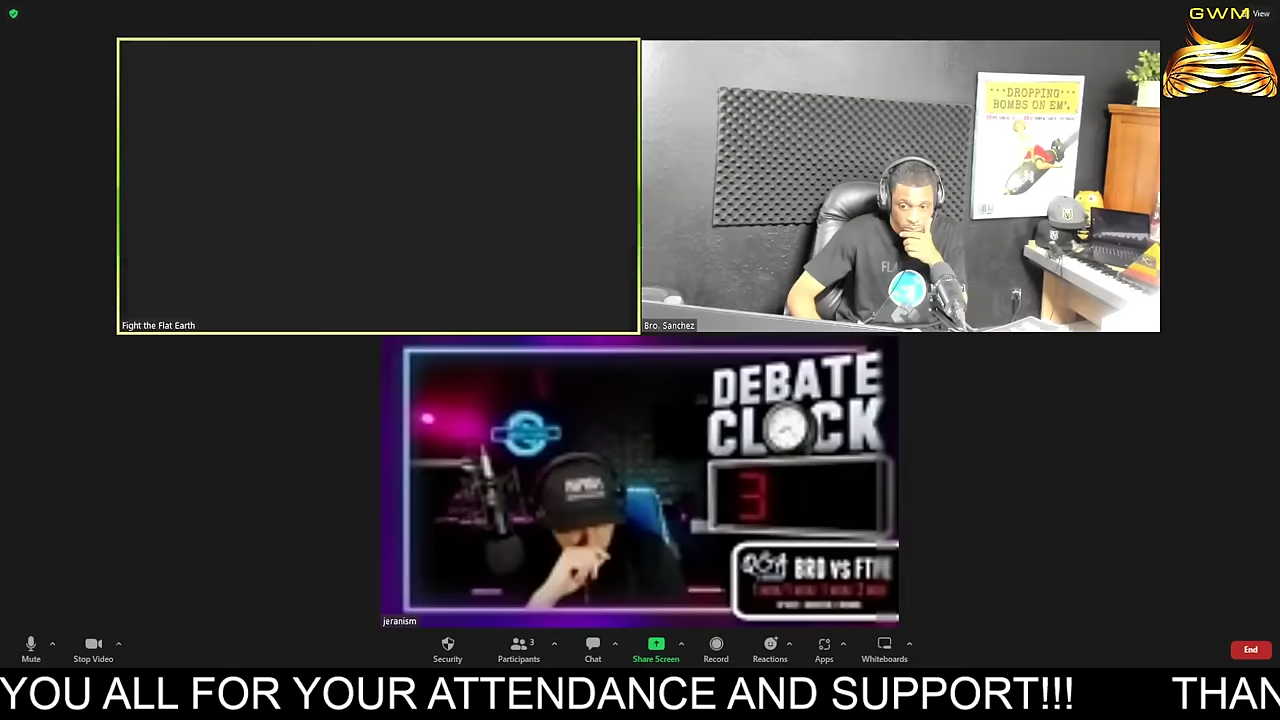 GWM
View
Fight the Flat Earth
DROPPING
BOMBS ON EM'
FLA
Bro. Sanchez
DEBATE
CLOCK
3
BRO vs FTFE
jeranism
Mute
Stop Video
Security
3
Participants
Chat
Share Screen
Record
Reactions
Apps
Whiteboards
End
YOU ALL FOR YOUR ATTENDANCE AND SUPPORT!!! THAN